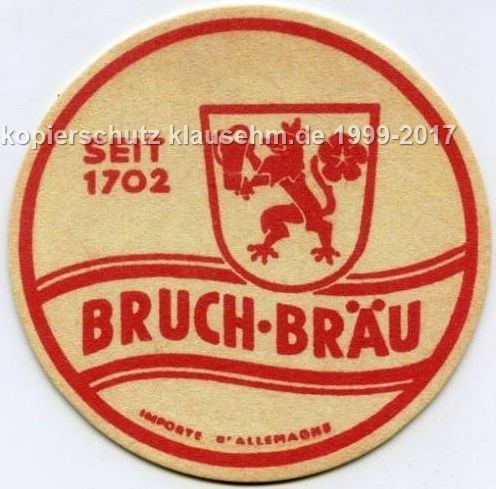 kopierschutz klausehm.de 1999-2017
SEIT
1702
BRUCH·BRÄU
IMPORTE D'ALLEMAGNE